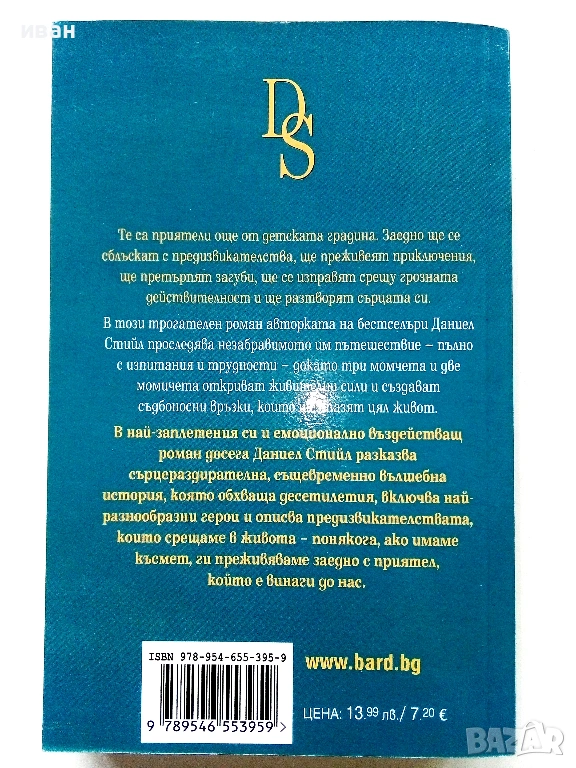 иван
DS
Те са приятели още от детската градина. Заедно ще се
сблъскат с предизвикателства, ще преживеят приключения,
ще претърпят загуби, ще се изправят срещу грозната
действителност и ще разтворят сърцата си.
В този трогателен роман авторката на бестселъри Даниел
Стийл проследява незабравимото им пътешествие – пълно
с изпитания и трудности – докато три момчета и две
момичета откриват живителни сили и създават
съдбоносни връзки, които цял живот.
В най-заплетения си и емоционално въздействащ
роман досега Даниел Стийл разказва
сърцераздирателна, същевременно вълшебна
история, която обхваща десетилетия, включва най-
разнообразни герои и описва предизвикателствата,
които срещаме в живота – понякога, ако имаме
късмет, ги преживяваме заедно с приятел,
който е винаги до нас.
ISBN 978-954-655-395-9
9 789546 553959 >
www.bard.bg
ЦЕНА: 13.99 лв./ 7.20 €
BAZAR